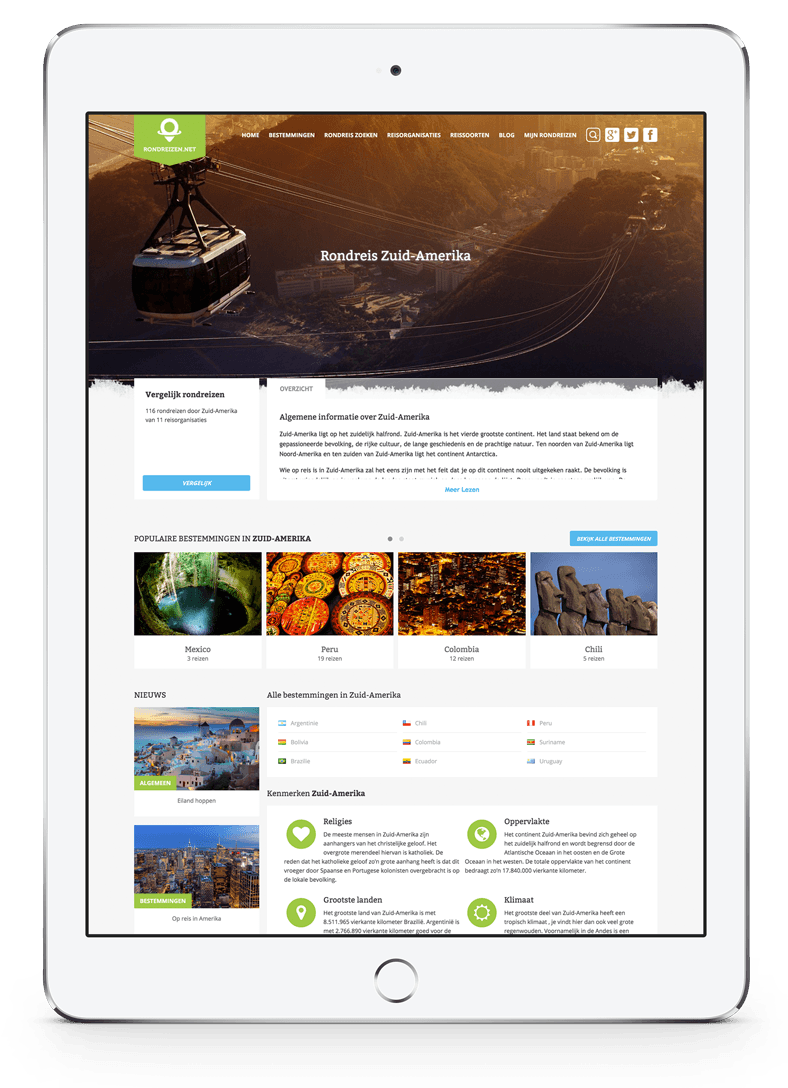 RONDREIZEN.NET
HOME BESTEMMINGEN RONDREIS ZOEKEN REISORGANISATIES REISSOORTEN BLOG MIJN RONDREIZEN
Rondreis Zuid-Amerika
Vergelijk rondreizen
116 rondreizen door Zuid-Amerika
van 11 reisorganisaties
VERGELIJK
OVERZICHT
Algemene informatie over Zuid-Amerika
Zuid-Amerika ligt op het zuidelijk halfrond. Zuid-Amerika is het vierde grootste continent. Het land staat bekend om de
gepassioneerde bevolking, de rijke cultuur, de lange geschiedenis en de prachtige natuur. Ten noorden van Zuid-Amerika ligt
Noord-Amerika en ten zuiden van Zuid-Amerika ligt het continent Antarctica.
Wie op reis is in Zuid-Amerika zal het eens zijn met het feit dat je op dit continent nooit uitgekeken raakt. De bevolking is
Meer Lezen
POPULAIRE BESTEMMINGEN IN ZUID-AMERIKA
BEKIJK ALLE BESTEMMINGEN
Mexico
3 reizen
Peru
19 reizen
Colombia
12 reizen
Chili
5 reizen
NIEUWS
ALGEMEEN
Eiland hoppen
BESTEMMINGEN
Op reis in Amerika
Alle bestemmingen in Zuid-Amerika
Argentinie Chili Peru
Bolivia Colombia Suriname
Brazilie Ecuador Uruguay
Kenmerken Zuid-Amerika
Religies
De meeste mensen in Zuid-Amerika zijn
aanhangers van het christelijke geloof. Het
overgrote merendeel hiervan is katholiek. De
reden dat het katholieke geloof zo'n grote aanhang heeft is dat dit
vroeger door Spaanse en Portugese kolonisten overgebracht is op
de lokale bevolking.
Oppervlakte
Het continent Zuid-Amerika bevind zich geheel op
het zuidelijk halfrond en wordt begrensd door de
Atlantische Oceaan in het oosten en de Grote
Oceaan in het westen. De totale oppervlakte van het continent
bedraagt zo'n 17.840.000 vierkante kilometer.
Grootste landen
Het grootste land van Zuid-Amerika is met
8.511,965 vierkante kilometer Brazilië. Argentinië is
met 2.766.890 vierkante kilometer goed voor de
Klimaat
Het grootste deel van Zuid-Amerika heeft een
tropisch klimaat , je vindt hier dan ook veel grote
regenwouden. Voornamelijk in de Andes is een